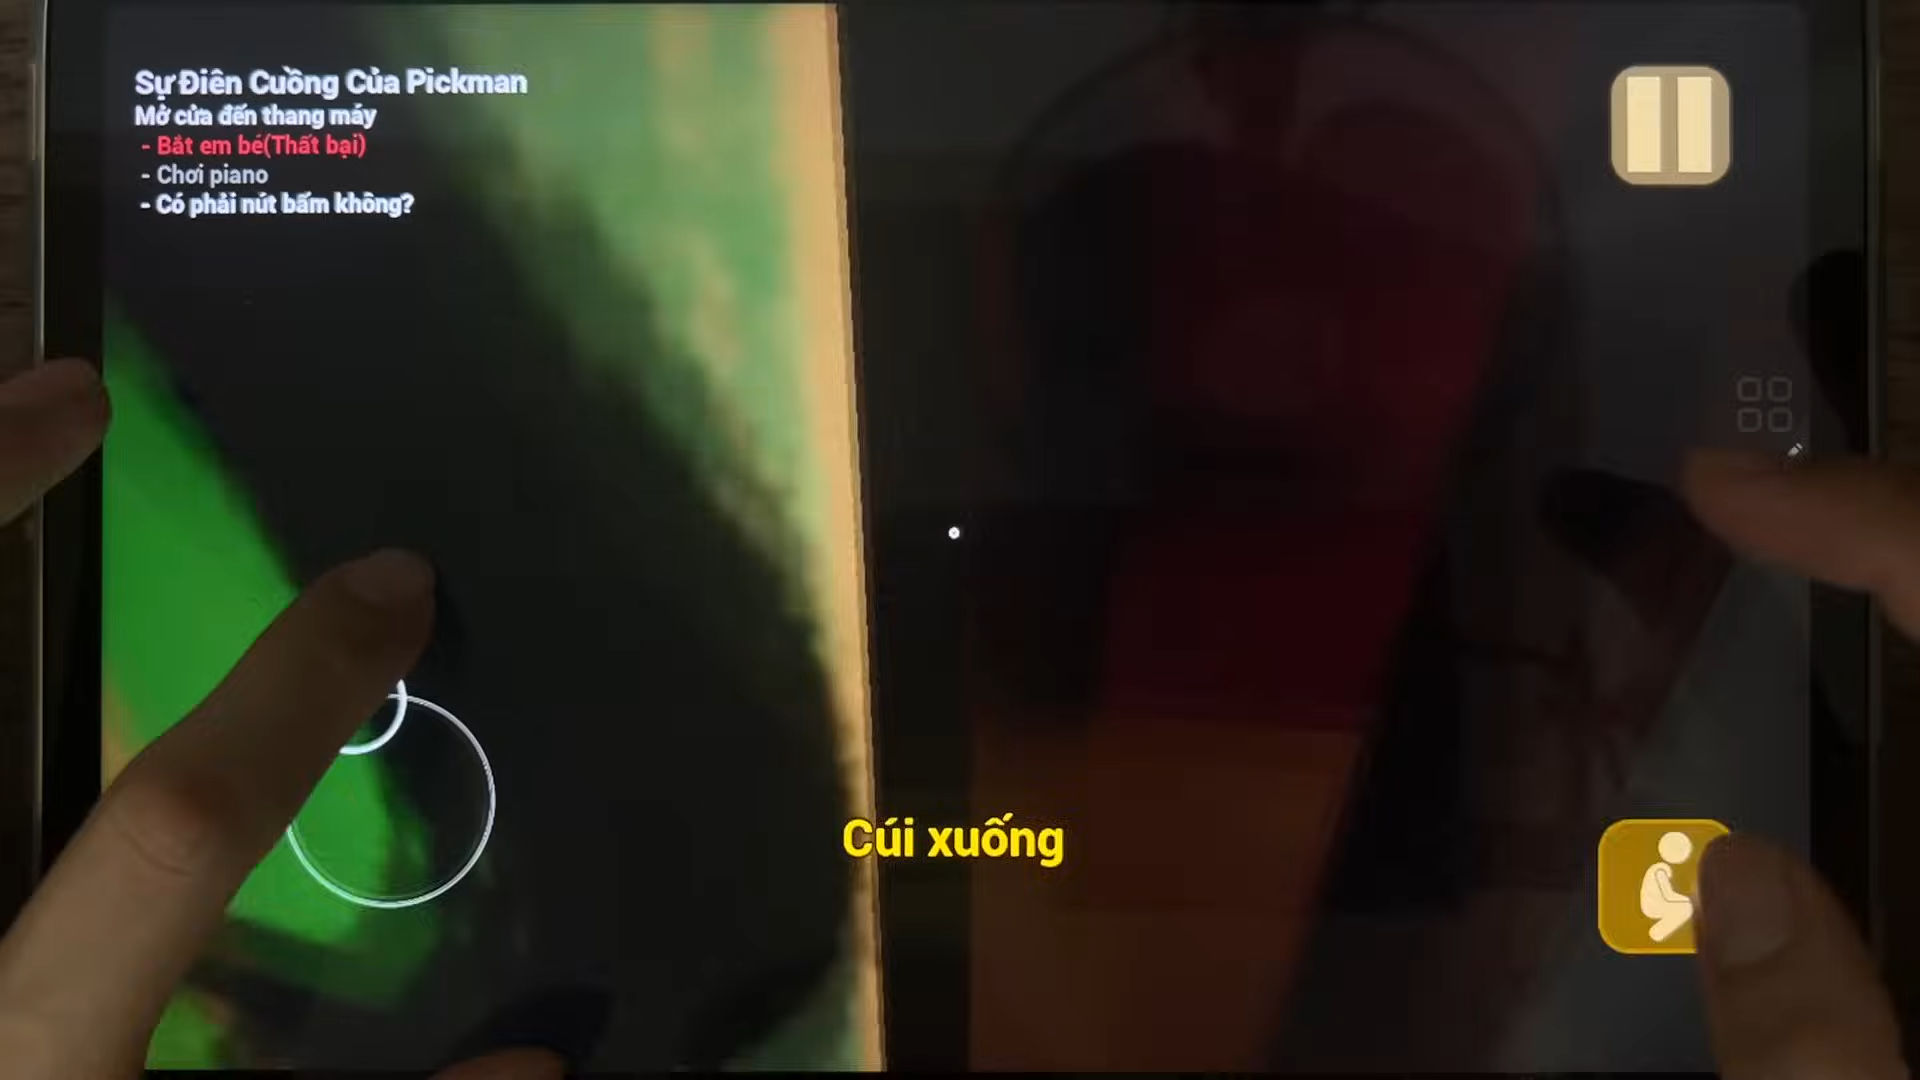 Sự Điên Cuồng Của Pickman
Mở cửa đến thang máy
- Bắt em bé(Thất bại)
- Chơi piano
- Có phải nút bấm không?
Cúi xuống